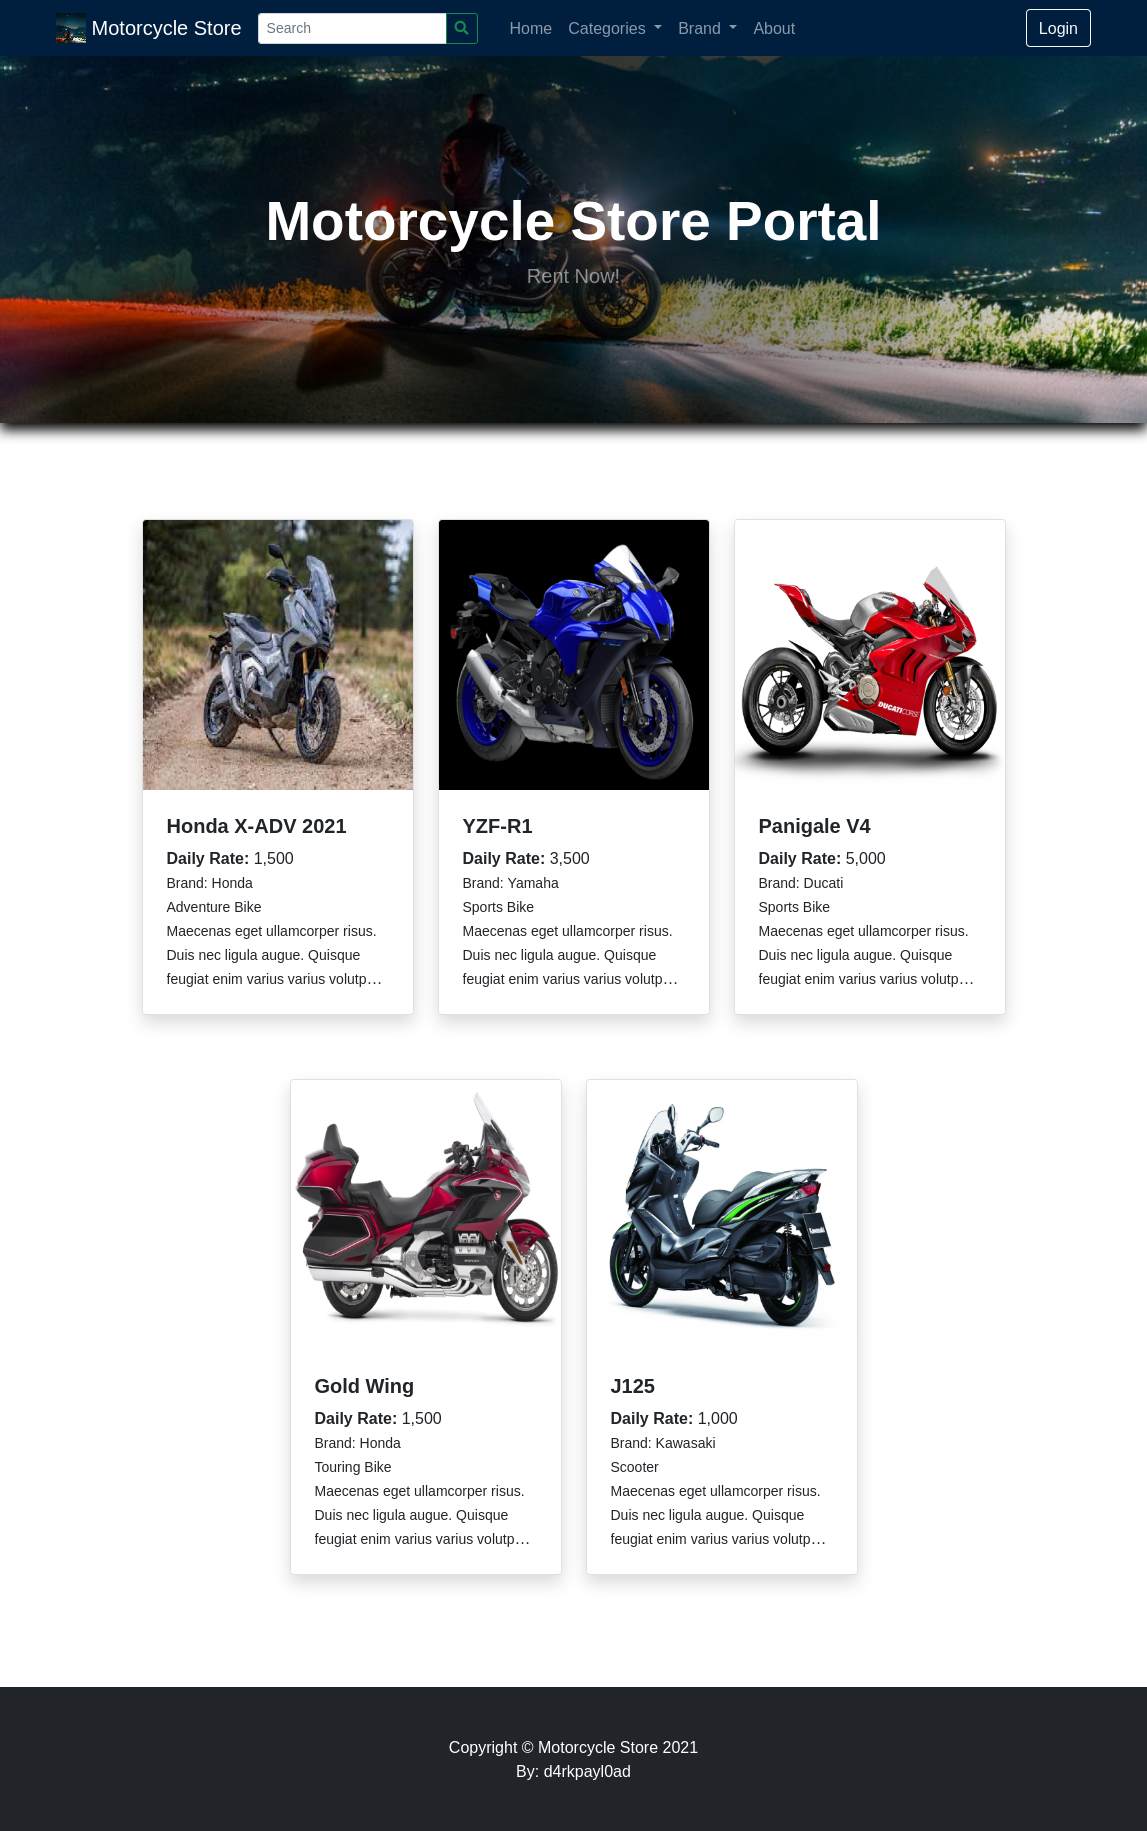 Motorcycle Store
Search
Home
Categories
Brand
About
Login
Motorcycle Store Portal
Rent Now!
Honda X-ADV 2021
Daily Rate: 1,500
Brand: Honda
Adventure Bike
Maecenas eget ullamcorper risus.
Duis nec ligula augue. Quisque
feugiat enim varius varius volutp…
YZF-R1
Daily Rate: 3,500
Brand: Yamaha
Sports Bike
Maecenas eget ullamcorper risus.
Duis nec ligula augue. Quisque
feugiat enim varius varius volutp…
DUCATICORSE
Panigale V4
Daily Rate: 5,000
Brand: Ducati
Sports Bike
Maecenas eget ullamcorper risus.
Duis nec ligula augue. Quisque
feugiat enim varius varius volutp…
Gold Wing
Daily Rate: 1,500
Brand: Honda
Touring Bike
Maecenas eget ullamcorper risus.
Duis nec ligula augue. Quisque
feugiat enim varius varius volutp…
Kawasaki
J125
Daily Rate: 1,000
Brand: Kawasaki
Scooter
Maecenas eget ullamcorper risus.
Duis nec ligula augue. Quisque
feugiat enim varius varius volutp…
Copyright © Motorcycle Store 2021
By: d4rkpayl0ad